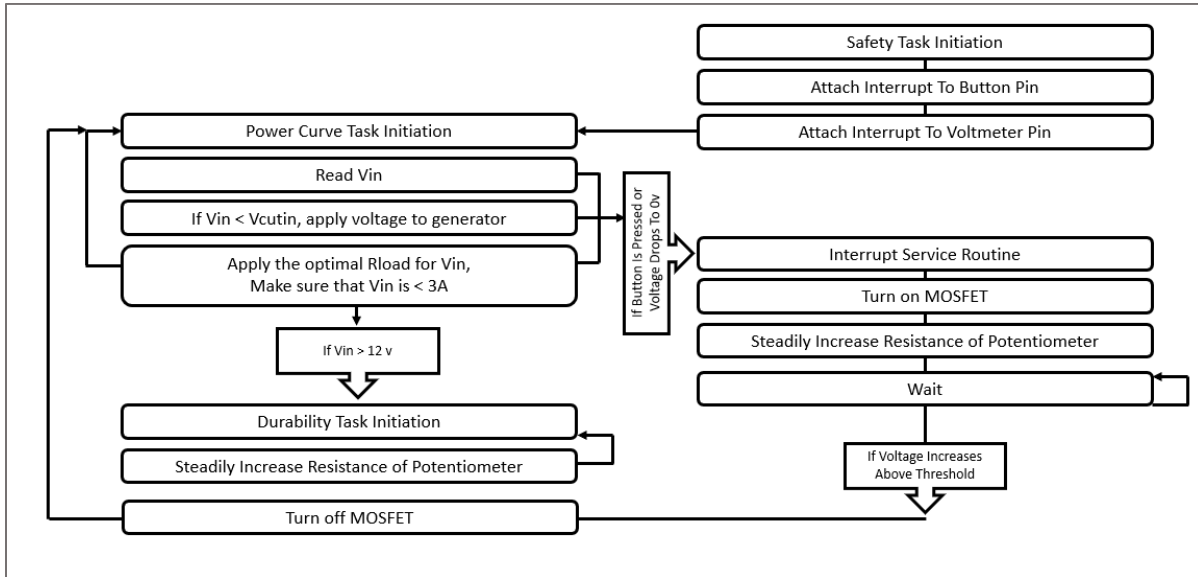 Safety Task Initiation
Attach Interrupt To Button Pin
Attach Interrupt To Voltmeter Pin
Power Curve Task Initiation
Read Vin
If Vin < Vcutin, apply voltage to generator
Apply the optimal Rload for Vin,
Make sure that Vin is < 3A
If Button Is Pressed or
Voltage Drops To 0v
Interrupt Service Routine
Turn on MOSFET
Steadily Increase Resistance of Potentiometer
Wait
If Vin > 12 v
Durability Task Initiation
Steadily Increase Resistance of Potentiometer
If Voltage Increases
Above Threshold
Turn off MOSFET